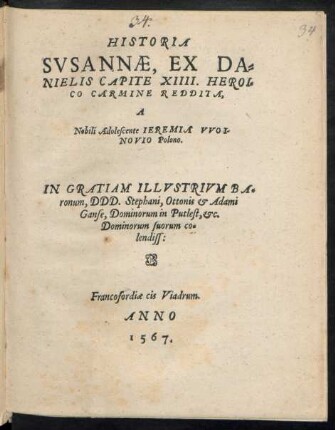 34.
34
HISTORIA
SVSANNÆ, EX DA-
NIELIS CAPITE XIIII. HEROI-
CO CARMINE REDDITA,
A
Nobili Adolescente IEREMIA VVOI-
NOVIO Polono.
IN GRATIAM ILLVSTRIVM BA-
ronum, DDD. Stephani, Ottonis & Adami
Ganse, Dominorum in Putlest, &c.
Dominorum suorum co-
lendiss:
Francofordiæ cis Viadrum.
ANNO
1567.